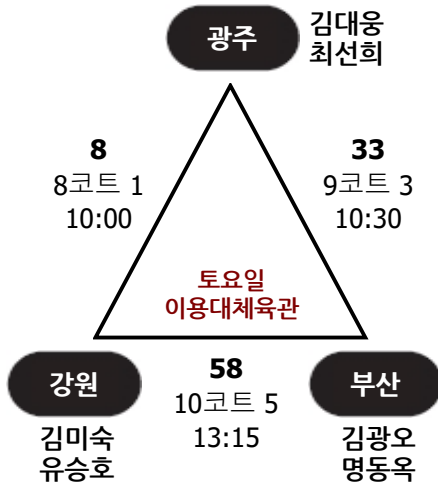 광주
김대웅
최선희
8
8코트 1
10:00
33
9코트 3
10:30
토요일
이용대체육관
강원
김미숙
유승호
58
10코트 5
13:15
부산
김광오
명동옥